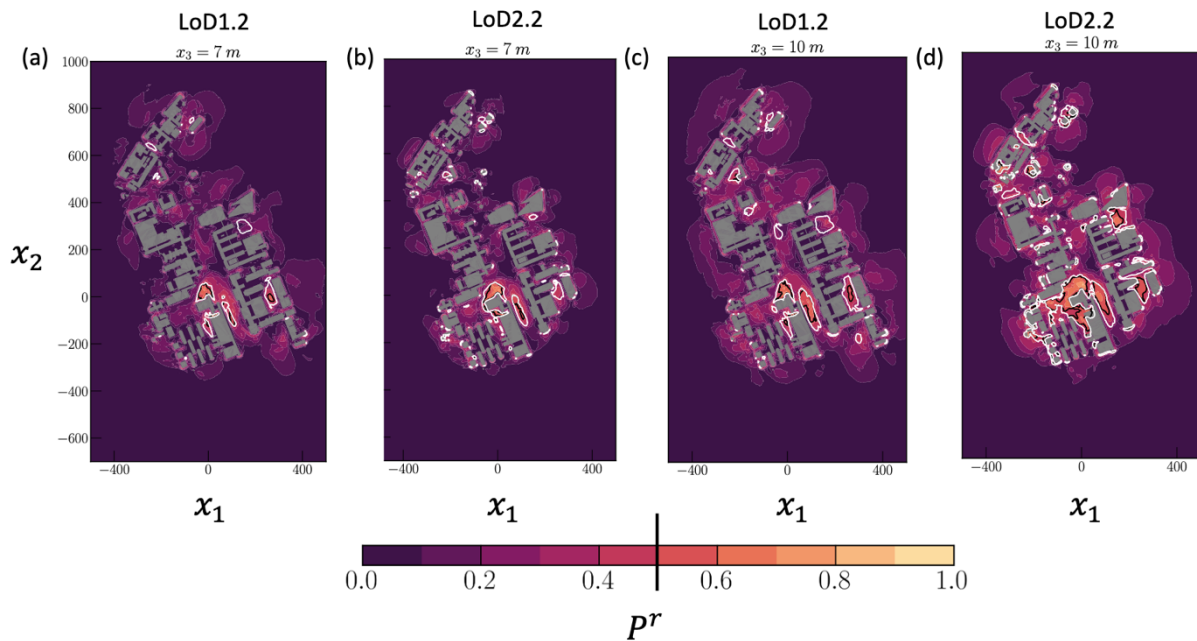 LoD1.2
LoD2.2
LoD1.2
LoD2.2
(a)
x₃ = 7 m
(b)
x₃ = 7 m
(c)
x₃ = 10 m
(d)
x₃ = 10 m
1000
800
600
400
200
0
−200
−400
−600
x₂
−400 0 400
−400 0 400
−400 0 400
−400 0 400
x₁
x₁
x₁
x₁
0.0 0.2 0.4 0.6 0.8 1.0
Pʳ